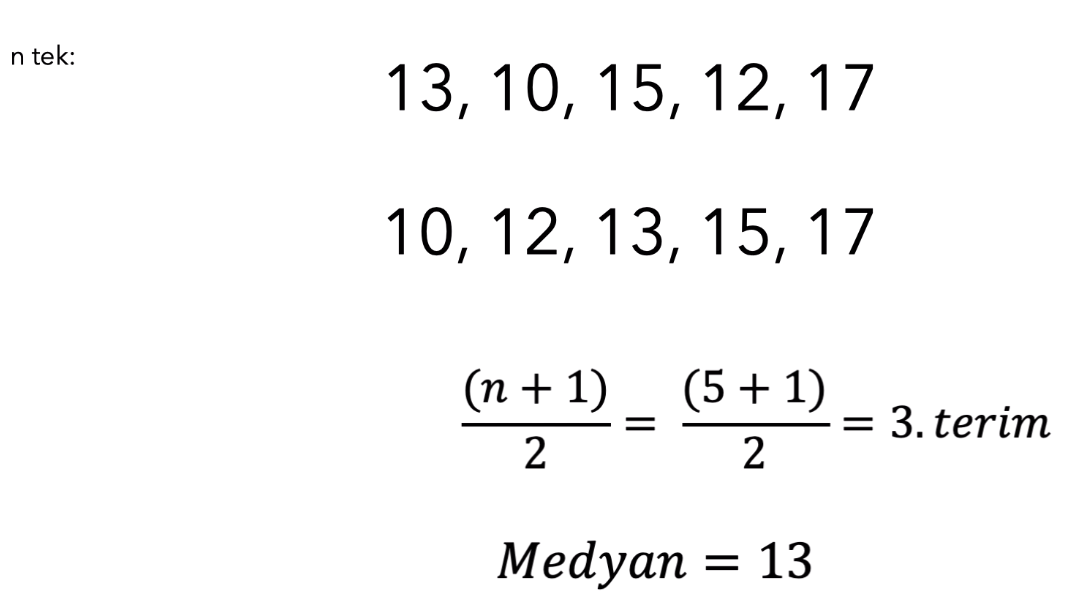 n tek:
13, 10, 15, 12, 17
10, 12, 13, 15, 17
(n + 1)/2 = (5 + 1)/2 = 3. terim
Medyan = 13